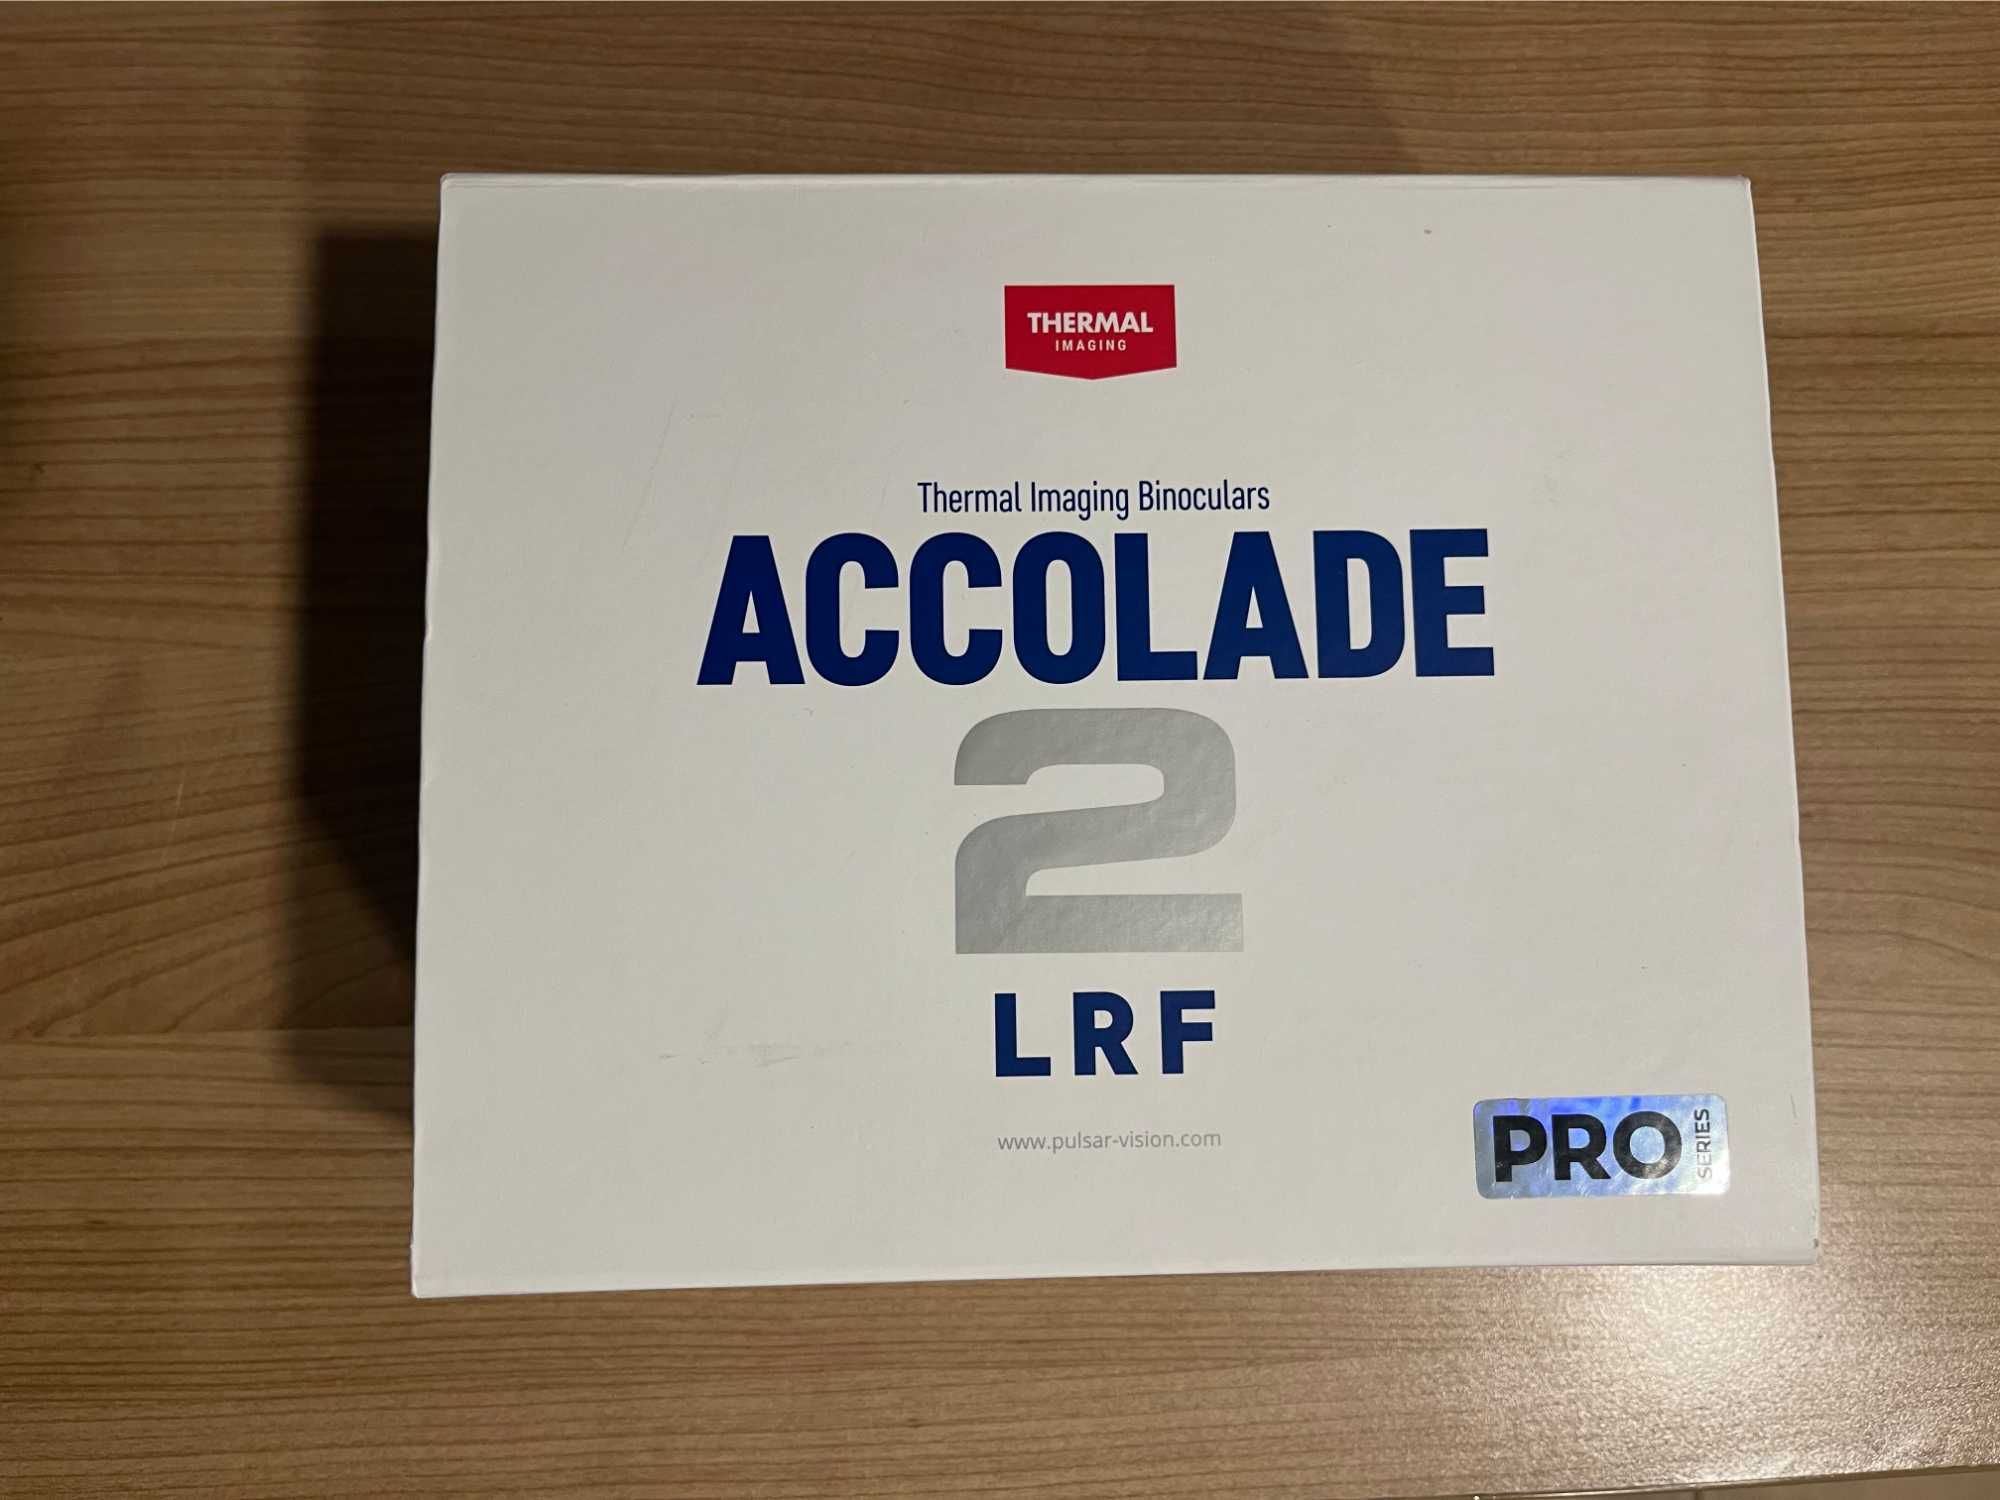 THERMAL
IMAGING
Thermal Imaging Binoculars
ACCOLADE
2
LRF
www.pulsar-vision.com
PRO SERIES